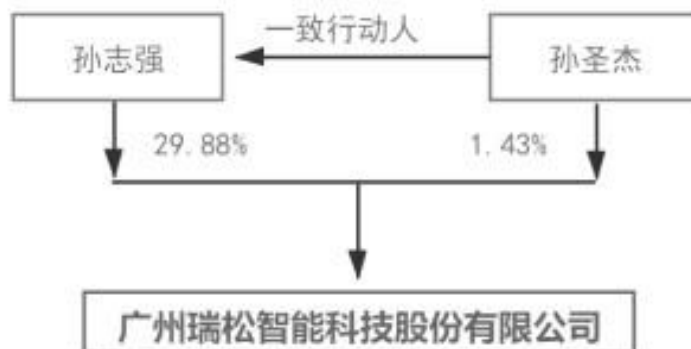 一致行动人
孙志强
孙圣杰
29.88%
1.43%
广州瑞松智能科技股份有限公司